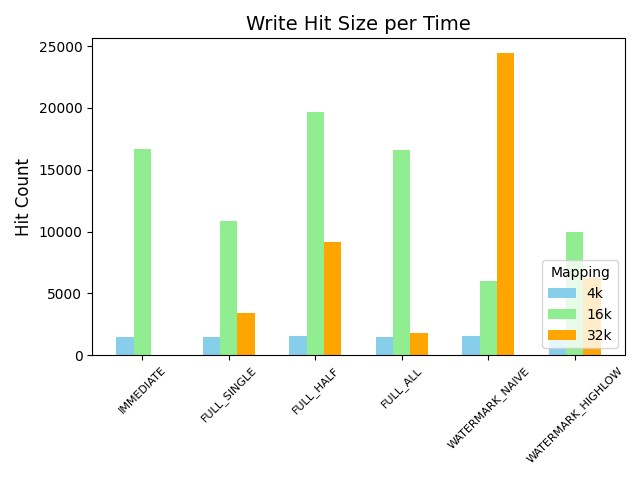 Write Hit Size per Time
Hit Count
25000
20000
15000
10000
5000
0
Mapping
4k
16k
32k
IMMEDIATE
FULL_SINGLE
FULL_HALF
FULL_ALL
WATERMARK_NAIVE
WATERMARK_HIGHLOW